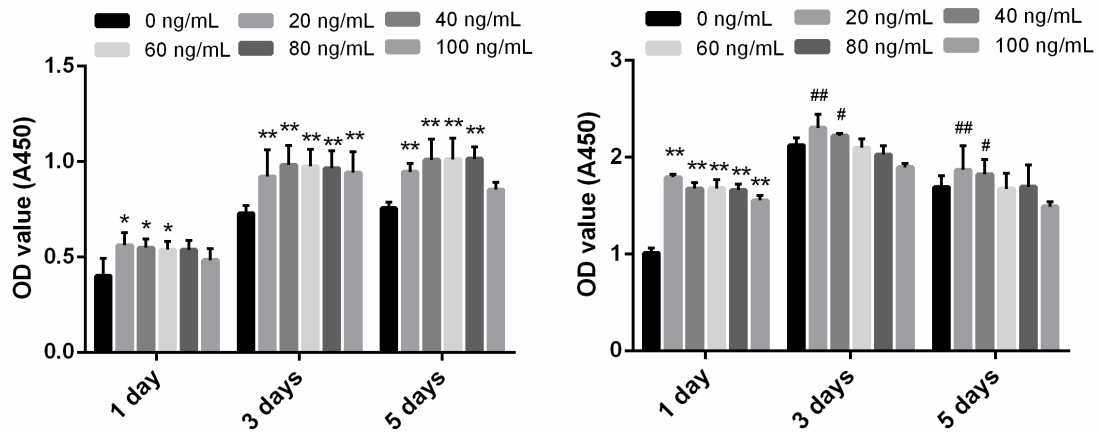 0 ng/mL 20 ng/mL 40 ng/mL
60 ng/mL 80 ng/mL 100 ng/mL
OD value (A450)
1.5
1.0
0.5
0.0
* * *
** ** ** ** **
** ** ** **
1 day 3 days 5 days
0 ng/mL 20 ng/mL 40 ng/mL
60 ng/mL 80 ng/mL 100 ng/mL
OD value (A450)
3
2
1
0
** ** ** ** **
## #
## #
1 day 3 days 5 days